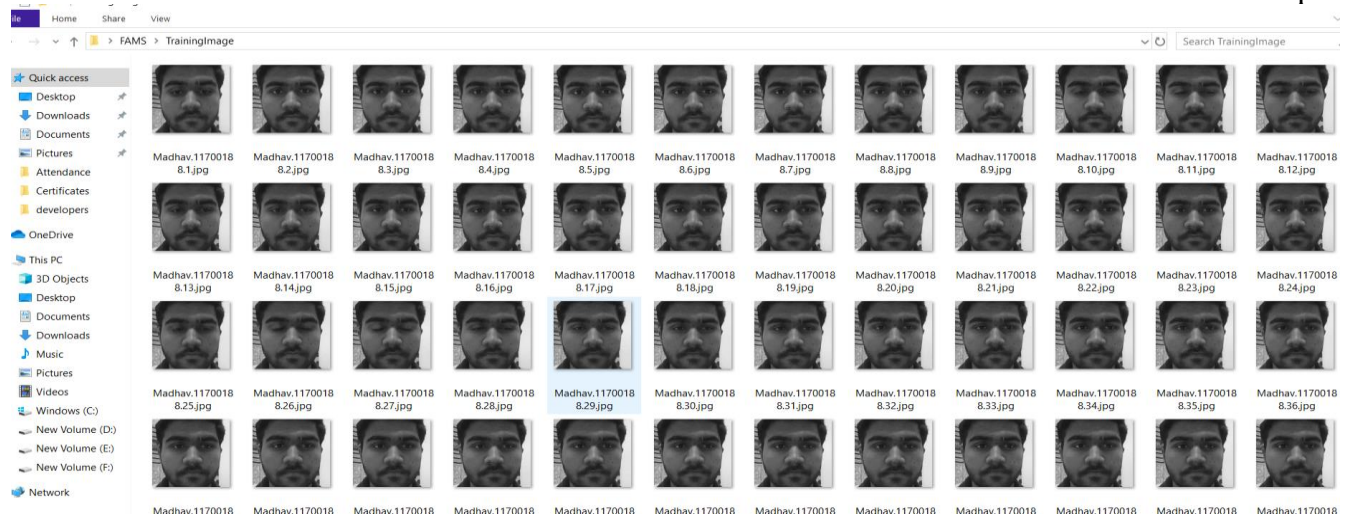 Home Share View
> FAMS > TrainingImage
Search TrainingImage
Quick access
Desktop
Downloads
Documents
Pictures
Attendance
Certificates
developers
OneDrive
This PC
3D Objects
Desktop
Documents
Downloads
Music
Pictures
Videos
Windows (C:)
New Volume (D:)
New Volume (E:)
New Volume (F:)
Network
Madhav.1170018 Madhav.1170018 Madhav.1170018 Madhav.1170018 Madhav.1170018 Madhav.1170018 Madhav.1170018 Madhav.1170018 Madhav.1170018 Madhav.1170018 Madhav.1170018 Madhav.1170018
8.1.jpg 8.2.jpg 8.3.jpg 8.4.jpg 8.5.jpg 8.6.jpg 8.7.jpg 8.8.jpg 8.9.jpg 8.10.jpg 8.11.jpg 8.12.jpg
Madhav.1170018 Madhav.1170018 Madhav.1170018 Madhav.1170018 Madhav.1170018 Madhav.1170018 Madhav.1170018 Madhav.1170018 Madhav.1170018 Madhav.1170018 Madhav.1170018 Madhav.1170018
8.13.jpg 8.14.jpg 8.15.jpg 8.16.jpg 8.17.jpg 8.18.jpg 8.19.jpg 8.20.jpg 8.21.jpg 8.22.jpg 8.23.jpg 8.24.jpg
Madhav.1170018 Madhav.1170018 Madhav.1170018 Madhav.1170018 Madhav.1170018 Madhav.1170018 Madhav.1170018 Madhav.1170018 Madhav.1170018 Madhav.1170018 Madhav.1170018 Madhav.1170018
8.25.jpg 8.26.jpg 8.27.jpg 8.28.jpg 8.29.jpg 8.30.jpg 8.31.jpg 8.32.jpg 8.33.jpg 8.34.jpg 8.35.jpg 8.36.jpg
Madhav.1170018 Madhav.1170018 Madhav.1170018 Madhav.1170018 Madhav.1170018 Madhav.1170018 Madhav.1170018 Madhav.1170018 Madhav.1170018 Madhav.1170018 Madhav.1170018 Madhav.1170018